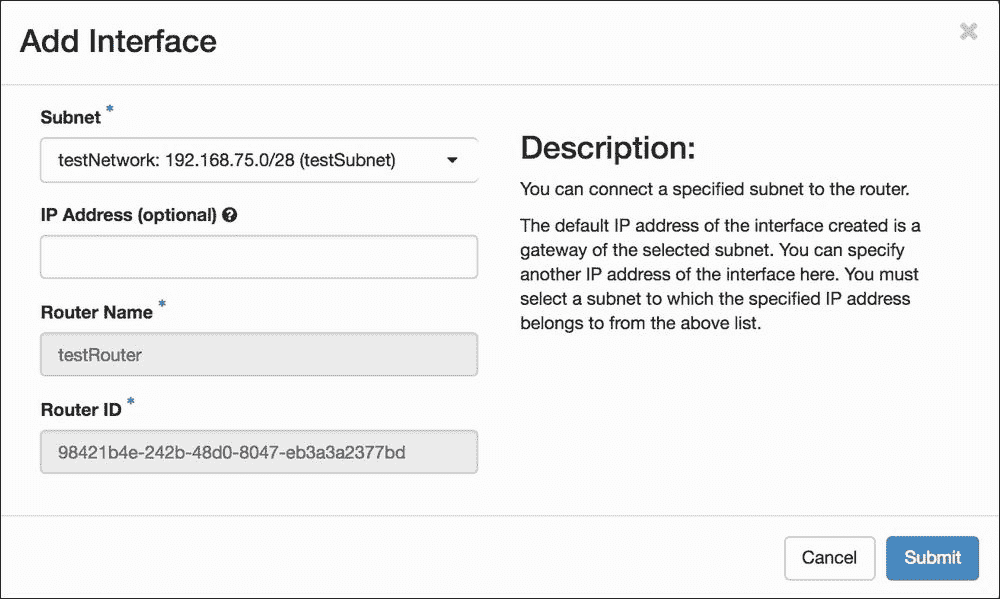 Add Interface
Subnet *
testNetwork: 192.168.75.0/28 (testSubnet)
IP Address (optional)
Router Name *
testRouter
Router ID *
98421b4e-242b-48d0-8047-eb3a3a2377bd
Description:
You can connect a specified subnet to the router.
The default IP address of the interface created is a
gateway of the selected subnet. You can specify
another IP address of the interface here. You must
select a subnet to which the specified IP address
belongs to from the above list.
Cancel
Submit